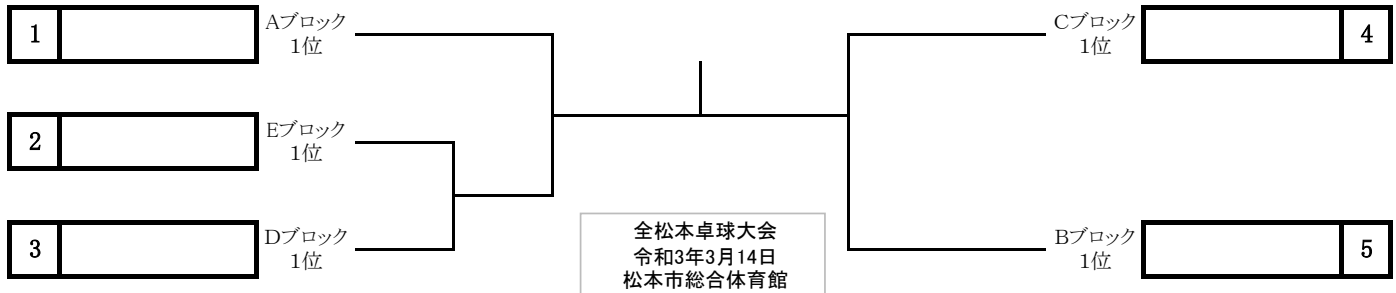 1
Aブロック
1位
2
Eブロック
1位
3
Dブロック
1位
Cブロック
1位
4
Bブロック
1位
5
全松本卓球大会
令和3年3月14日
松本市総合体育館